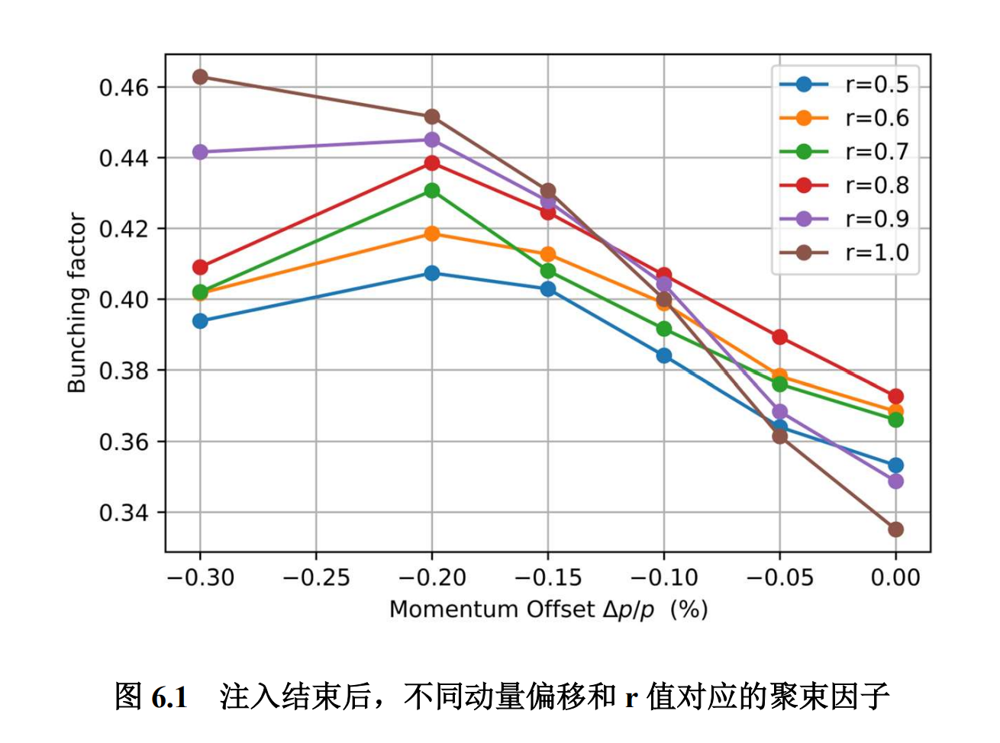 0.46
0.44
0.42
0.40
0.38
0.36
0.34
Bunching factor
r=0.5
r=0.6
r=0.7
r=0.8
r=0.9
r=1.0
−0.30 −0.25 −0.20 −0.15 −0.10 −0.05 0.00
Momentum Offset Δp/p (%)
图 6.1 注入结束后，不同动量偏移和 r 值对应的聚束因子